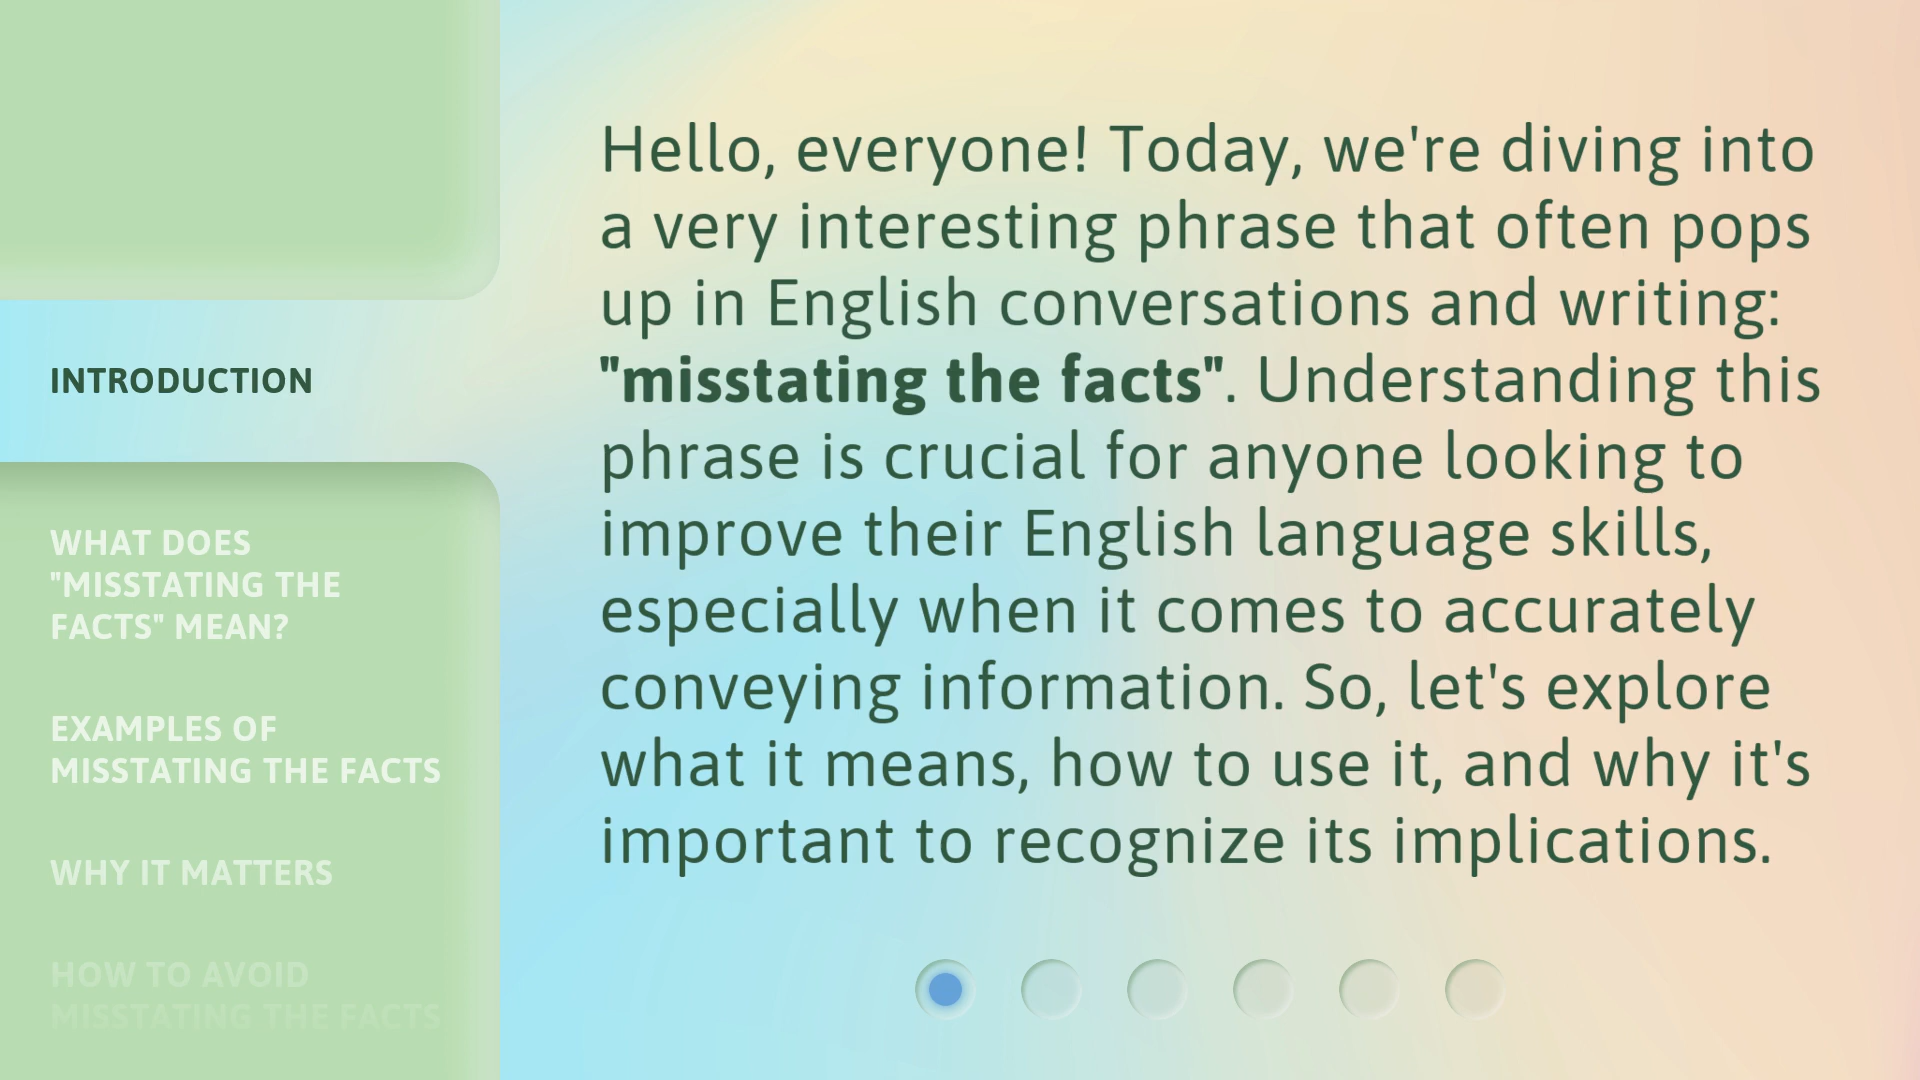 INTRODUCTION
WHAT DOES
"MISSTATING THE
FACTS" MEAN?
EXAMPLES OF
MISSTATING THE FACTS
WHY IT MATTERS
HOW TO AVOID
MISSTATING THE FACTS
Hello, everyone! Today, we're diving into
a very interesting phrase that often pops
up in English conversations and writing:
"misstating the facts". Understanding this
phrase is crucial for anyone looking to
improve their English language skills,
especially when it comes to accurately
conveying information. So, let's explore
what it means, how to use it, and why it's
important to recognize its implications.